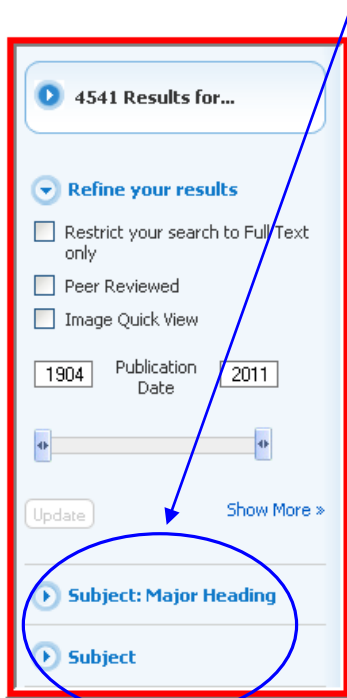 4541 Results for...
Refine your results
Restrict your search to Full Text
only
Peer Reviewed
Image Quick View
1904 Publication Date 2011
Update
Show More »
Subject: Major Heading
Subject